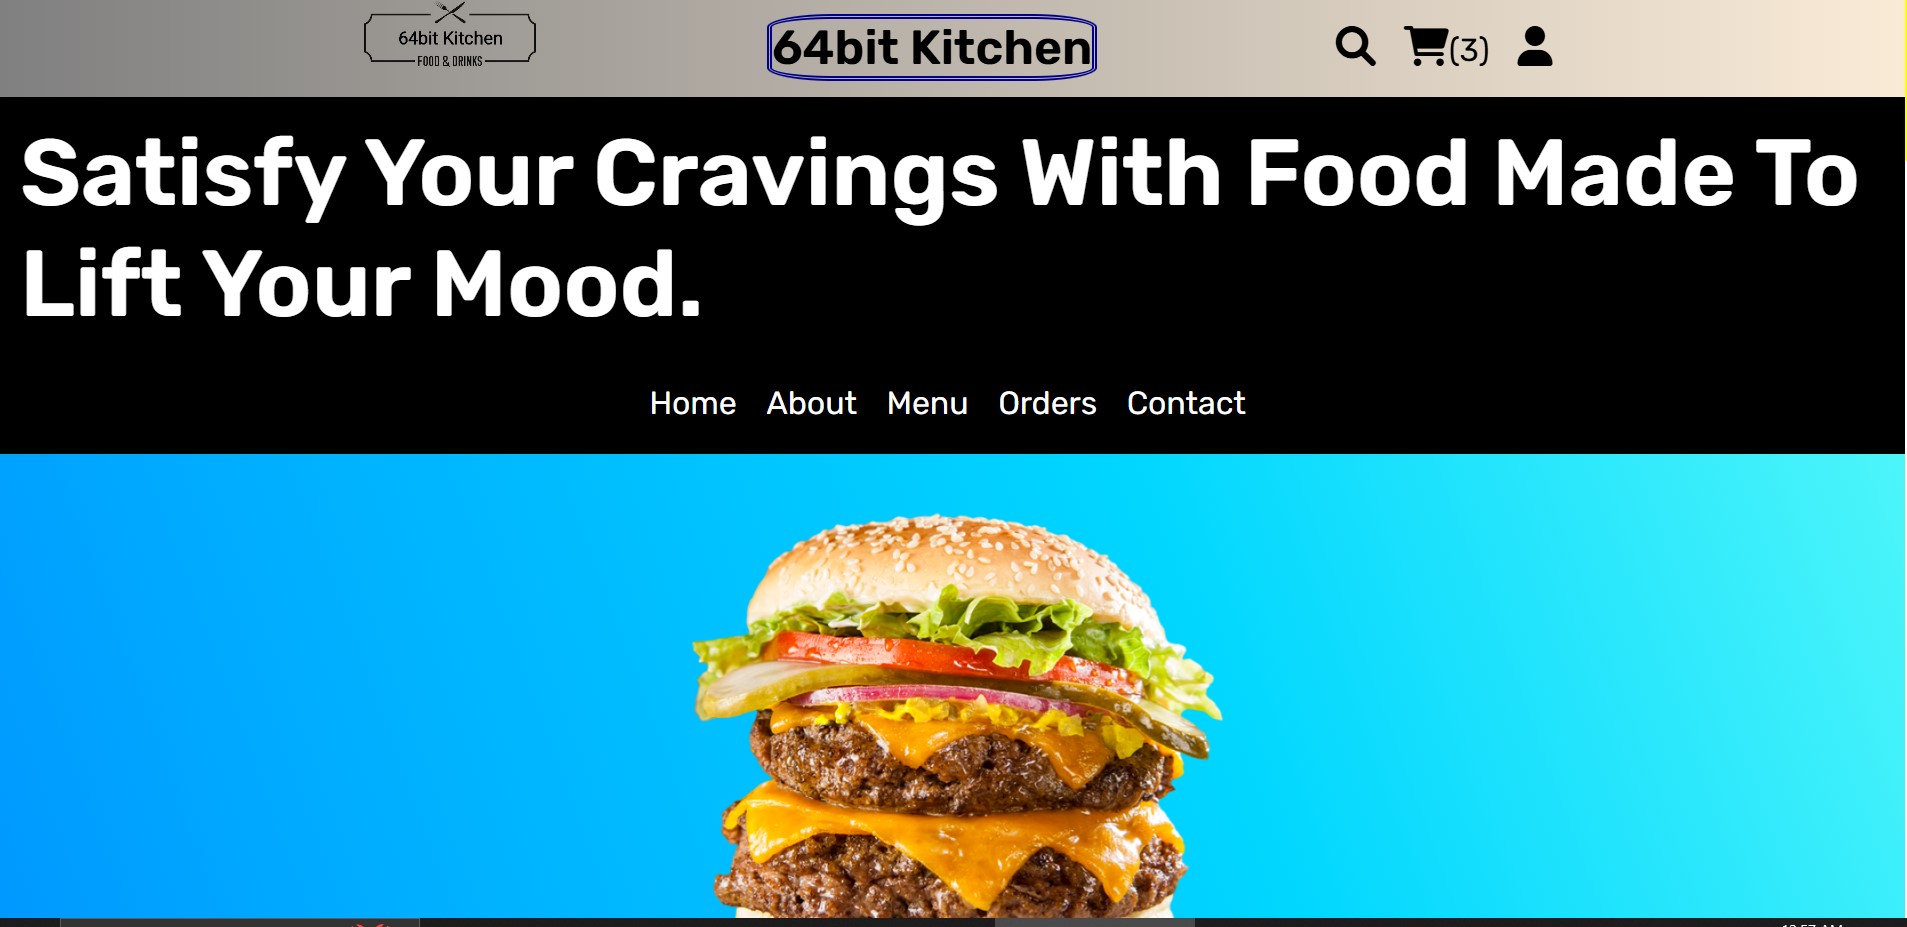 64bit Kitchen
FOOD & DRINKS
64bit Kitchen
(3)
Satisfy Your Cravings With Food Made To
Lift Your Mood.
Home About Menu Orders Contact